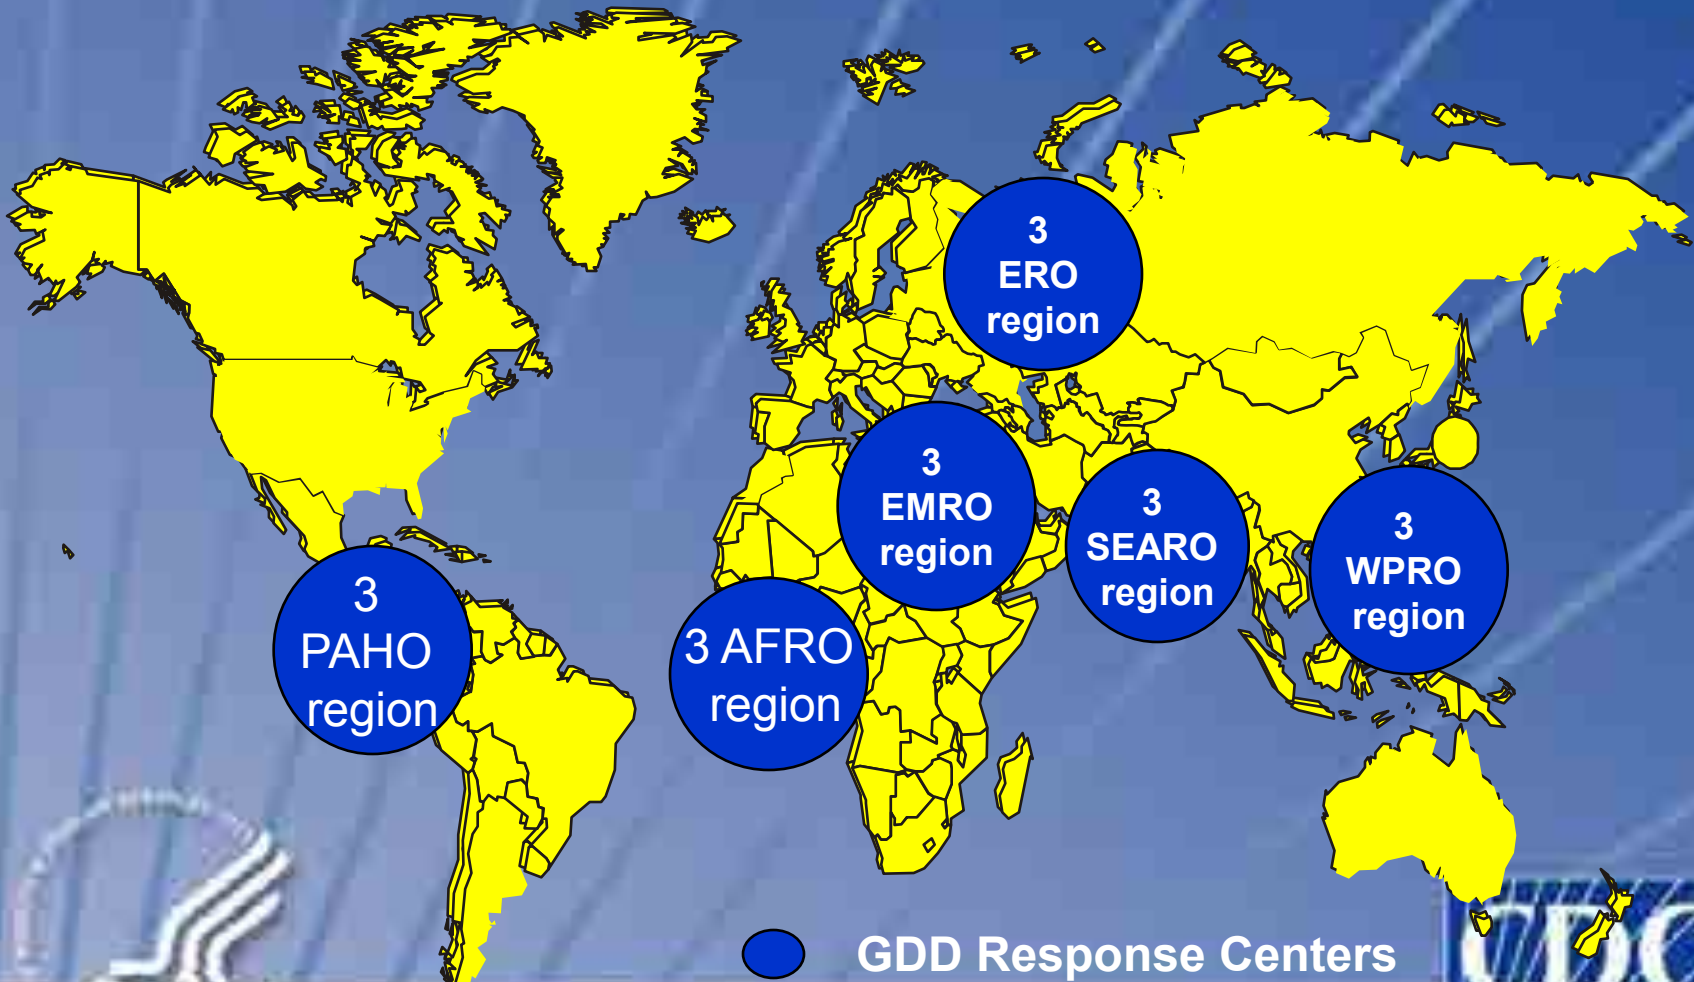 3
ERO
region
3
EMRO
region
3
SEARO
region
3
WPRO
region
3
PAHO
region
3 AFRO
region
GDD Response Centers
CDC